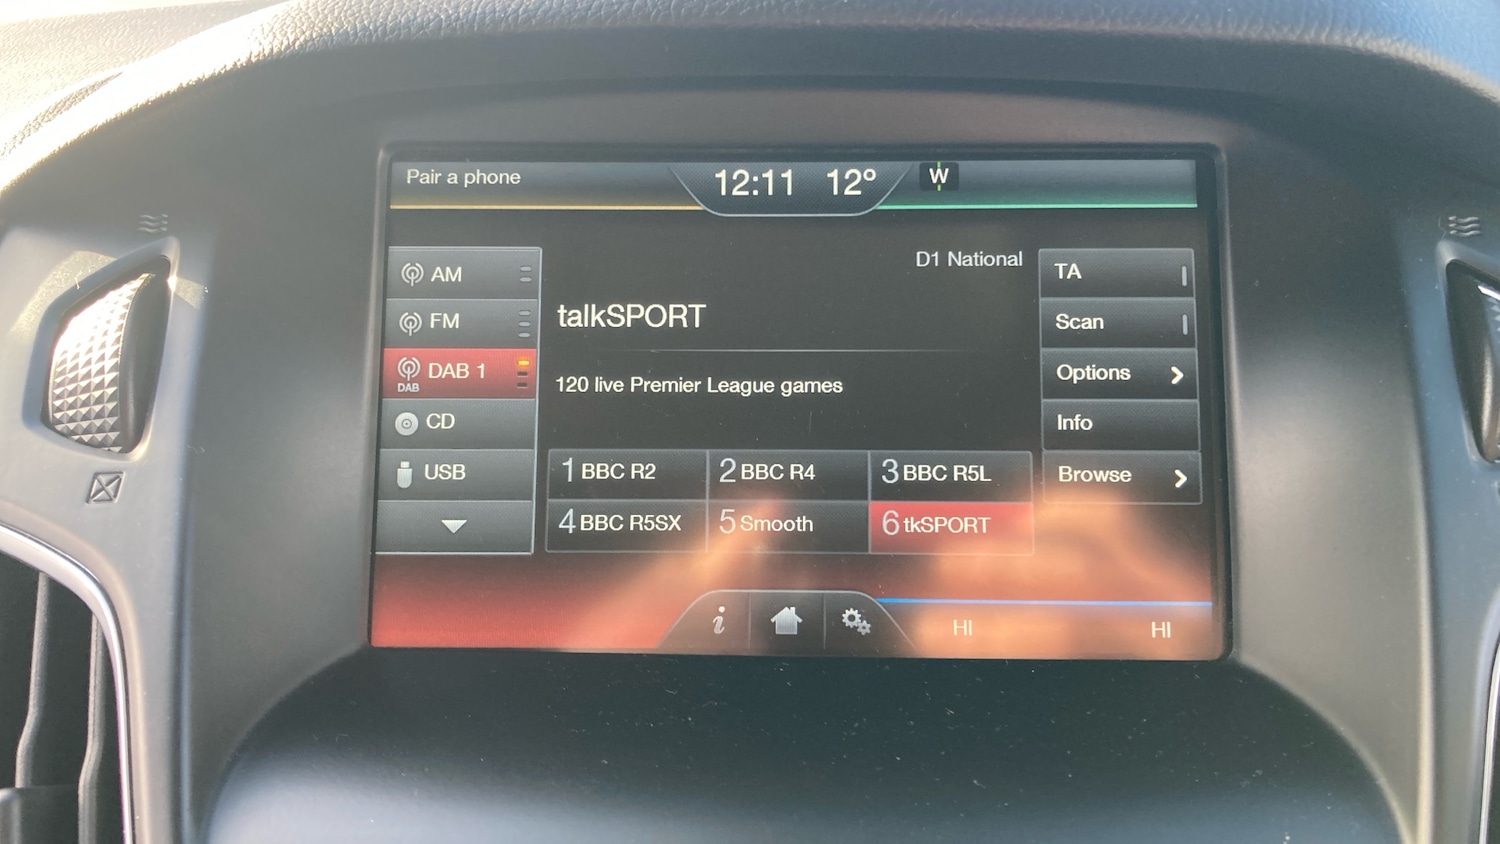 Pair a phone
12:11 12° W
D1 National
AM
FM
DAB
DAB 1
CD
USB
talkSPORT
120 live Premier League games
1 BBC R2
2 BBC R4
3 BBC R5L
4 BBC R5SX
5 Smooth
6 tkSPORT
TA
Scan
Options
Info
Browse
i
HI
HI